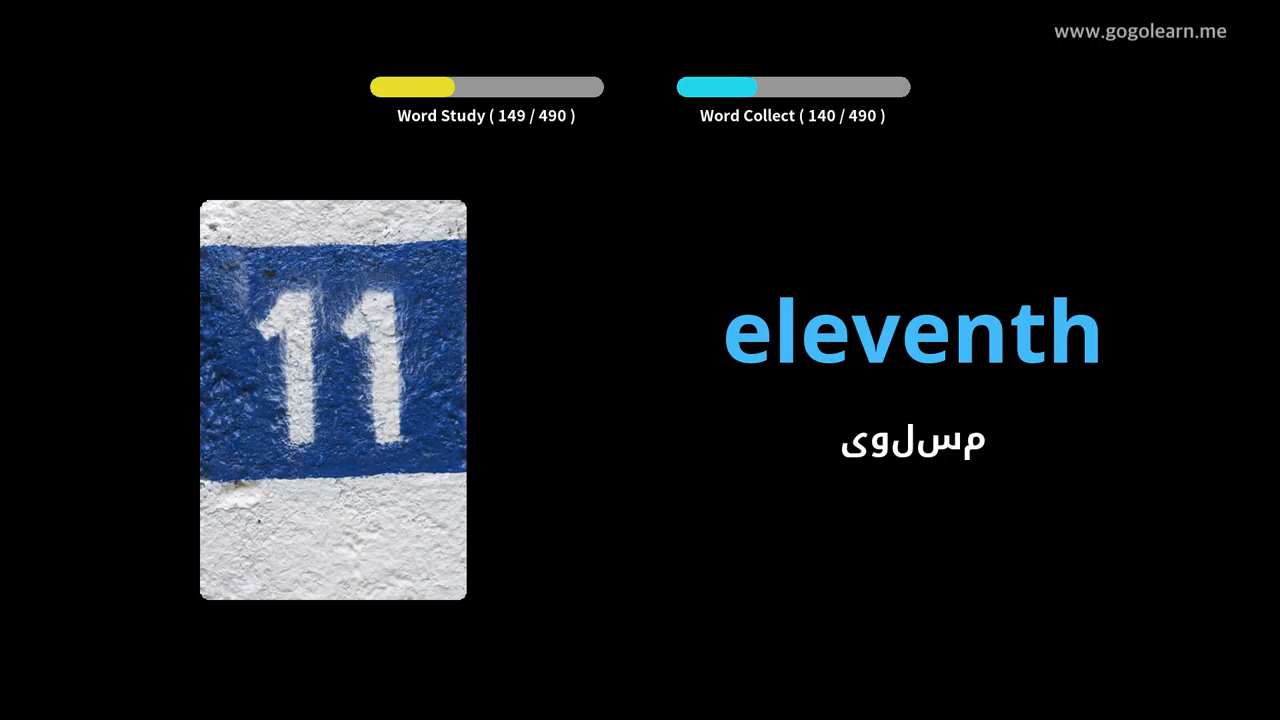 www.gogolearn.me
Word Study ( 149 / 490 )
Word Collect ( 140 / 490 )
11
eleventh
مسلوی